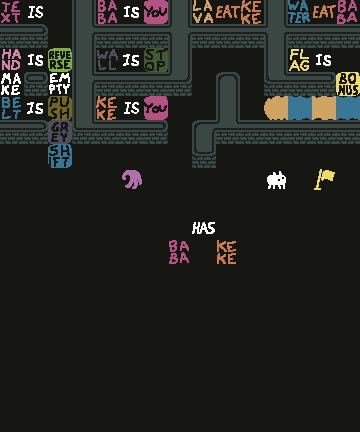 TEXT IS BABA IS YOU LAVA EAT KEKE WATER EAT BABA
HAND IS REVERSE WALL IS STOP FLAG IS
MAKE EMPTY BONUS
BELT IS PUSH KEKE IS YOU
SHIFT
HAS
BABA KEKE